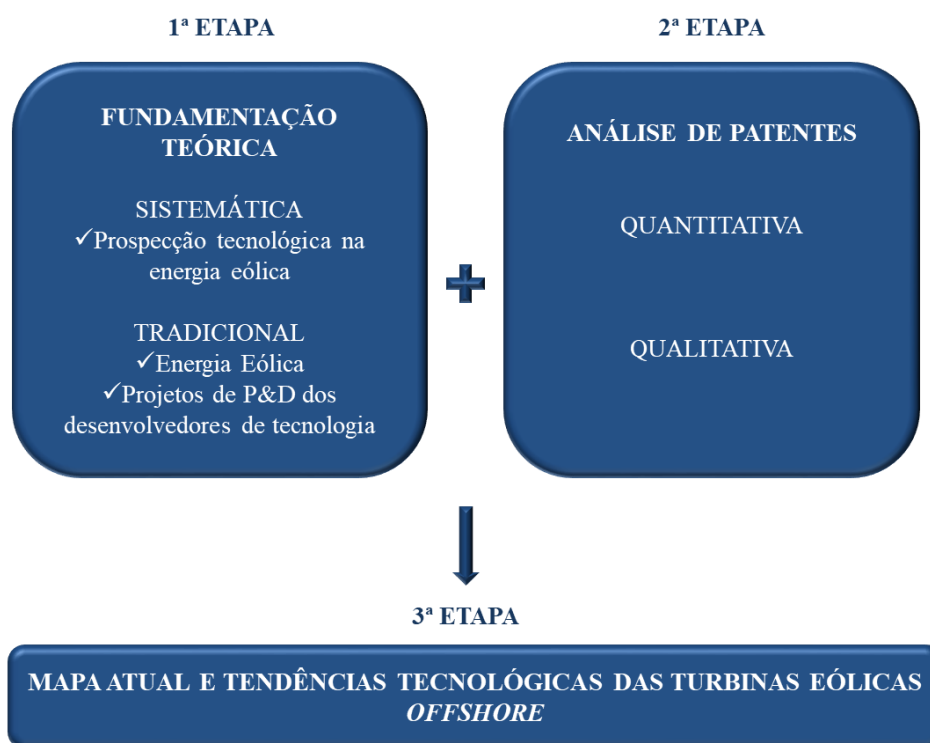 1ª ETAPA
FUNDAMENTAÇÃO
TEÓRICA
SISTEMÁTICA
✓Prospecção tecnológica na
energia eólica
TRADICIONAL
✓Energia Eólica
✓Projetos de P&D dos
desenvolvedores de tecnologia
2ª ETAPA
ANÁLISE DE PATENTES
QUANTITATIVA
QUALITATIVA
3ª ETAPA
MAPA ATUAL E TENDÊNCIAS TECNOLÓGICAS DAS TURBINAS EÓLICAS
OFFSHORE